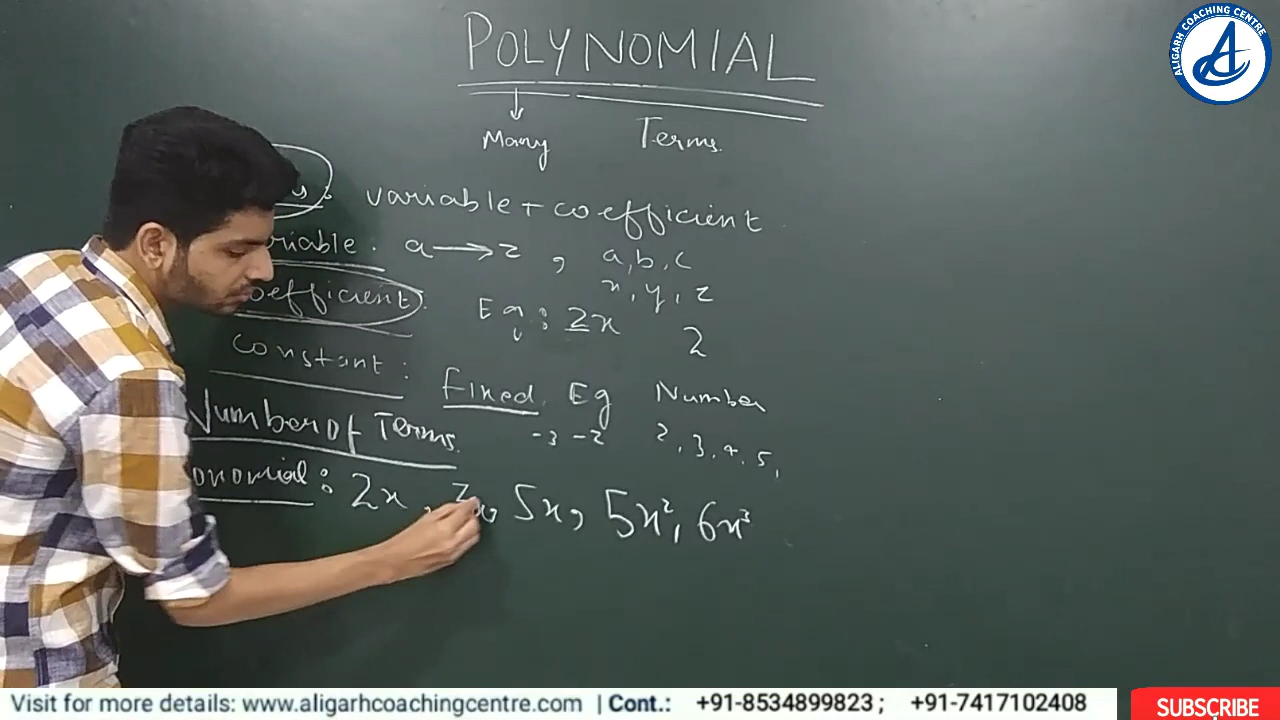 POLYNOMIAL
Many Terms.
variable + coefficient
riable. a → z , a, b, c
x, y, z
oefficient. Eg: 2x 2
constant: Fixed. Eg Number
-3 -2 2, 3, 4, 5,
Number of Terms.
onomial: 2x, 5x, 5x², 6x³
ALIGARH COACHING CENTRE
Visit for more details: www.aligarhcoachingcentre.com | Cont.: +91-8534899823 ; +91-7417102408
SUBSCRIBE